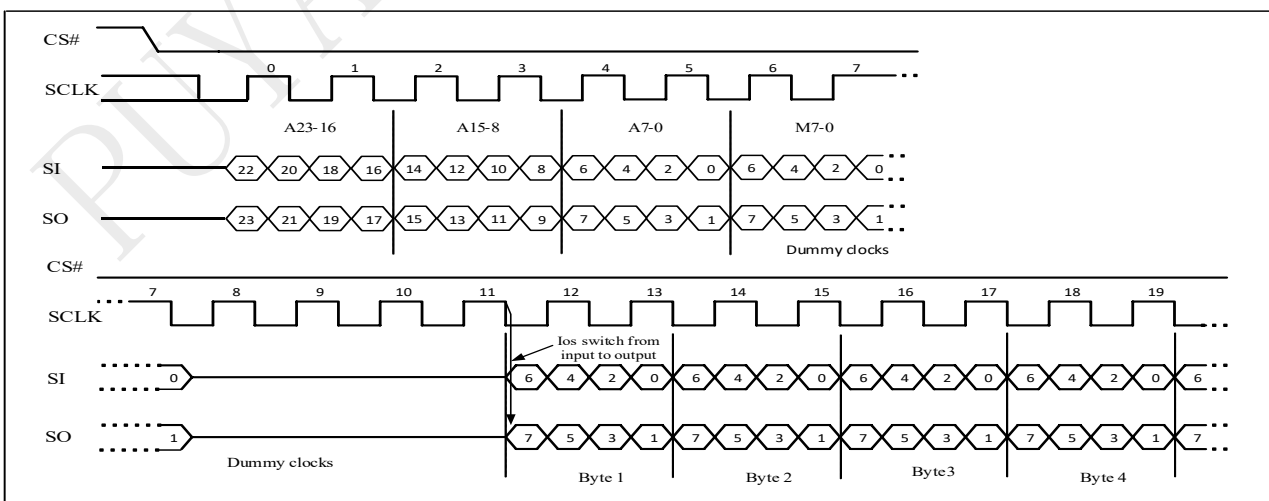 PUYA
CS#
0 1 2 3 4 5 6 7
SCLK
A23-16 A15-8 A7-0 M7-0
SI 22 20 18 16 14 12 10 8 6 4 2 0 6 4 2 0
SO 23 21 19 17 15 13 11 9 7 5 3 1 7 5 3 1
Dummy clocks
CS#
7 8 9 10 11 12 13 14 15 16 17 18 19
SCLK
Ios switch from
input to output
SI 0 6 4 2 0 6 4 2 0 6 4 2 0 6 4 2 0 6
SO 1 7 5 3 1 7 5 3 1 7 5 3 1 7 5 3 1 7
Dummy clocks
Byte 1 Byte 2 Byte3 Byte 4